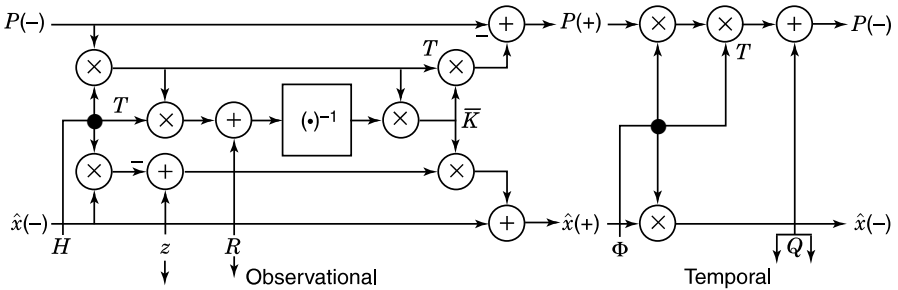 P(−) − + P(+) × × + P(−)
× T × T
T × + (•)⁻¹ × K̅
× − + ×
x̂(−) + x̂(+) × x̂(−)
H z R Φ Q
Observational Temporal